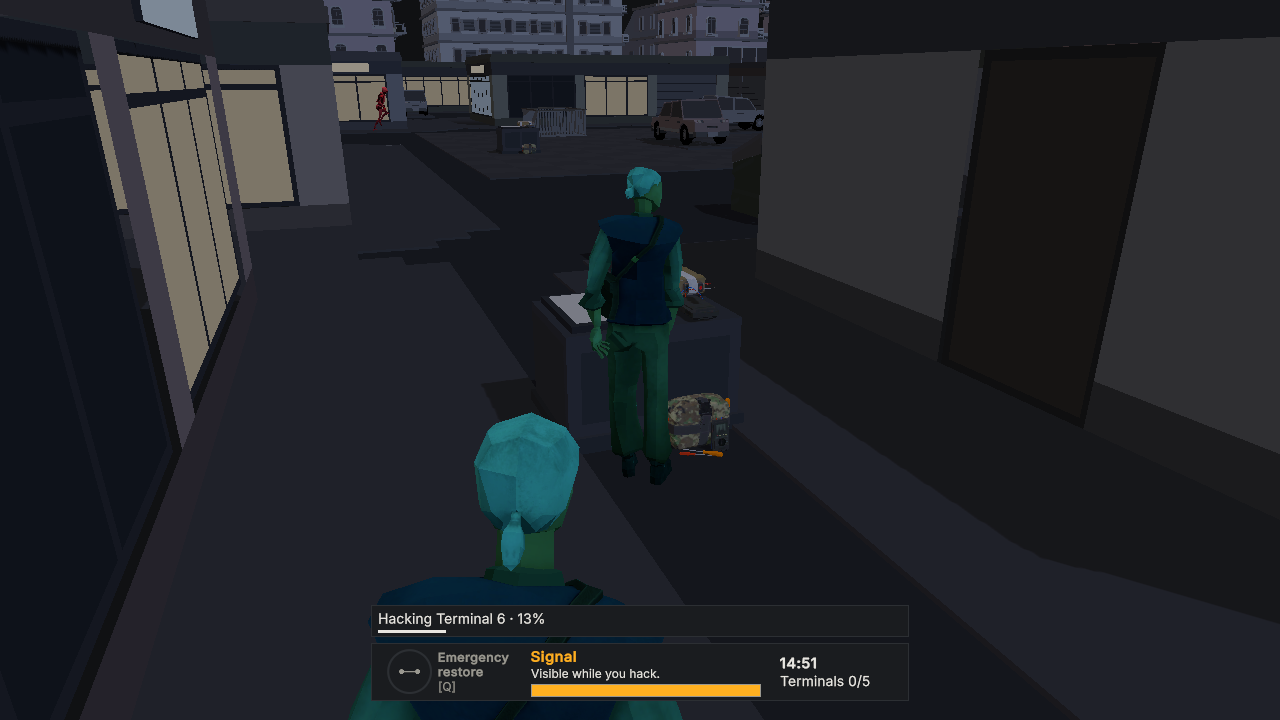 Hacking Terminal 6 · 13%
Emergency
restore
[Q]
Signal
Visible while you hack.
14:51
Terminals 0/5